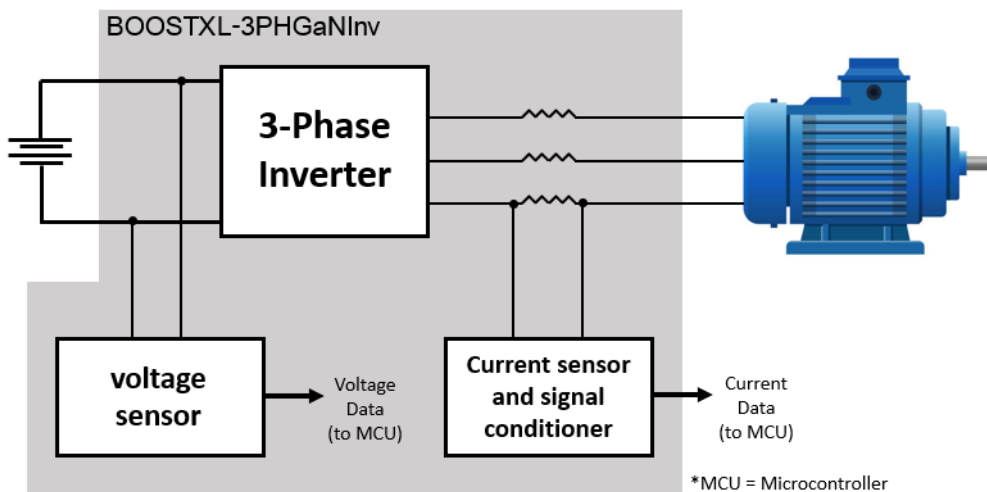 BOOSTXL-3PHGaNInv
3-Phase
Inverter
voltage
sensor
Voltage
Data
(to MCU)
Current sensor
and signal
conditioner
Current
Data
(to MCU)
*MCU = Microcontroller